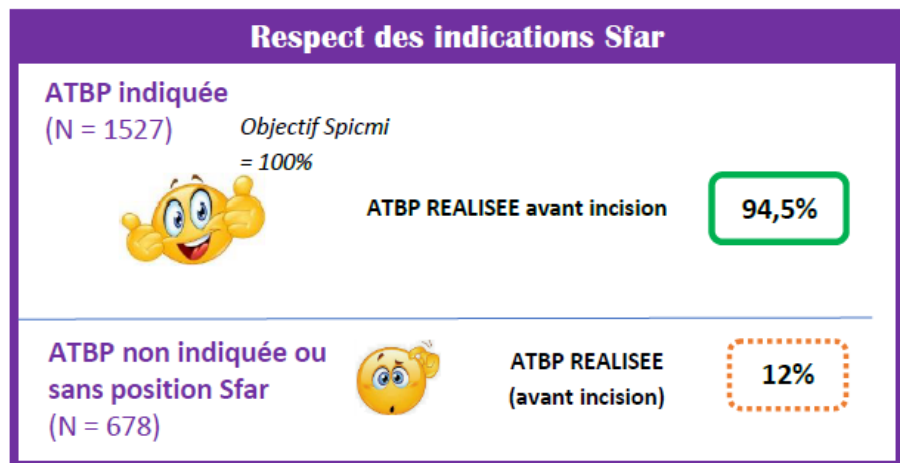 Respect des indications Sfar
ATBP indiquée
(N = 1527)
Objectif Spicmi
= 100%
ATBP REALISEE avant incision
94,5%
ATBP non indiquée ou
sans position Sfar
(N = 678)
ATBP REALISEE
(avant incision)
12%